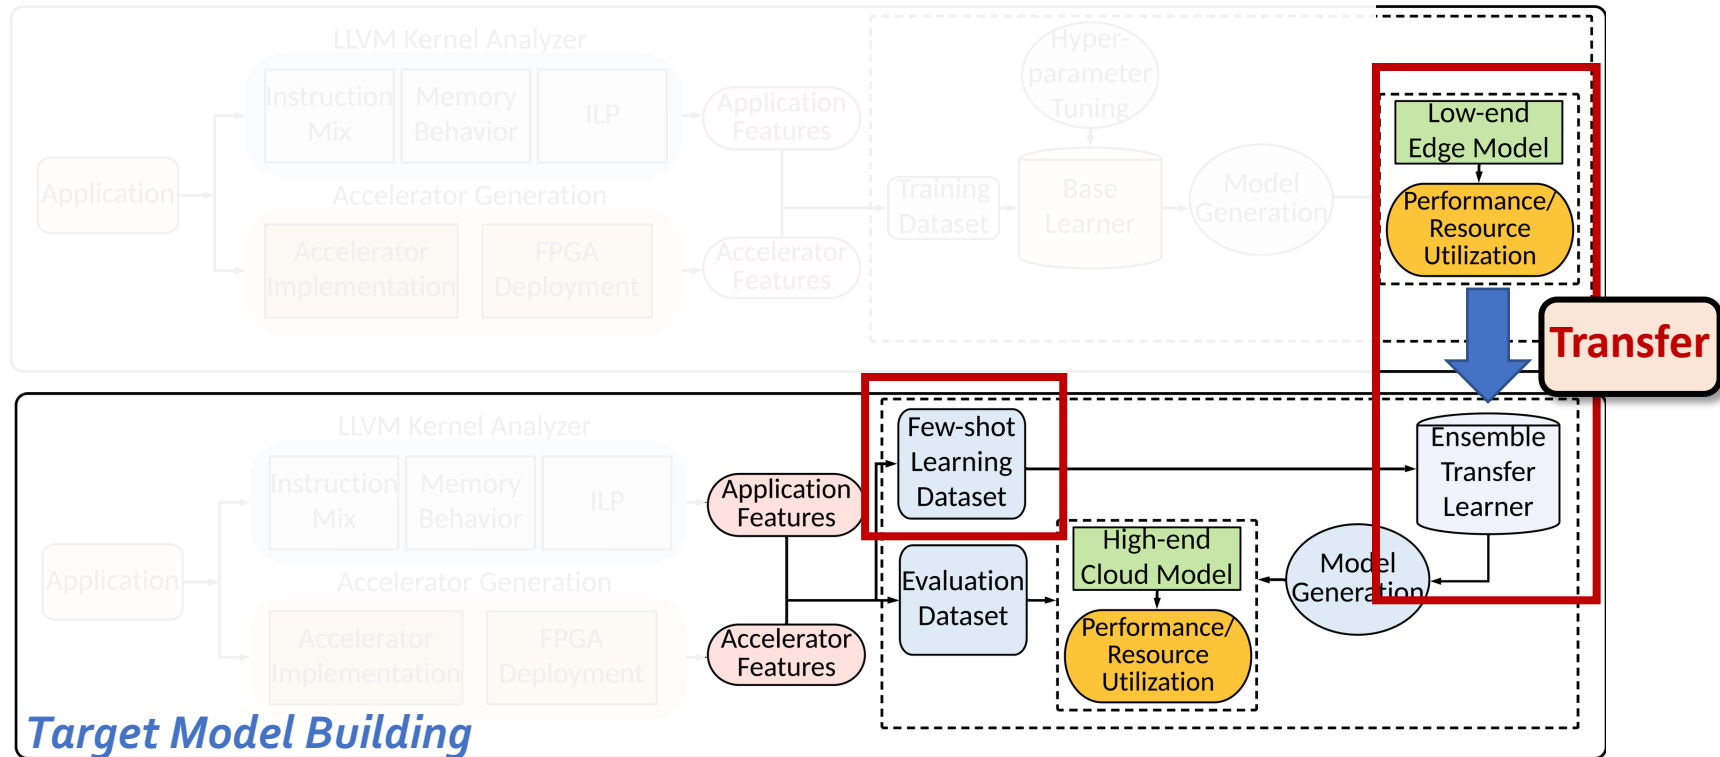 LLVM Kernel Analyzer
Instruction
Mix
Memory
Behavior
ILP
Application
Features
Application
Accelerator Generation
Accelerator
Implementation
FPGA
Deployment
Accelerator
Features
Hyper-
parameter
Tuning
Training
Dataset
Base
Learner
Model
Generation
Low-end
Edge Model
Performance/
Resource
Utilization
Transfer
LLVM Kernel Analyzer
Instruction
Mix
Memory
Behavior
ILP
Application
Features
Application
Accelerator Generation
Accelerator
Implementation
FPGA
Deployment
Accelerator
Features
Few-shot
Learning
Dataset
Evaluation
Dataset
High-end
Cloud Model
Performance/
Resource
Utilization
Model
Generation
Ensemble
Transfer
Learner
Target Model Building